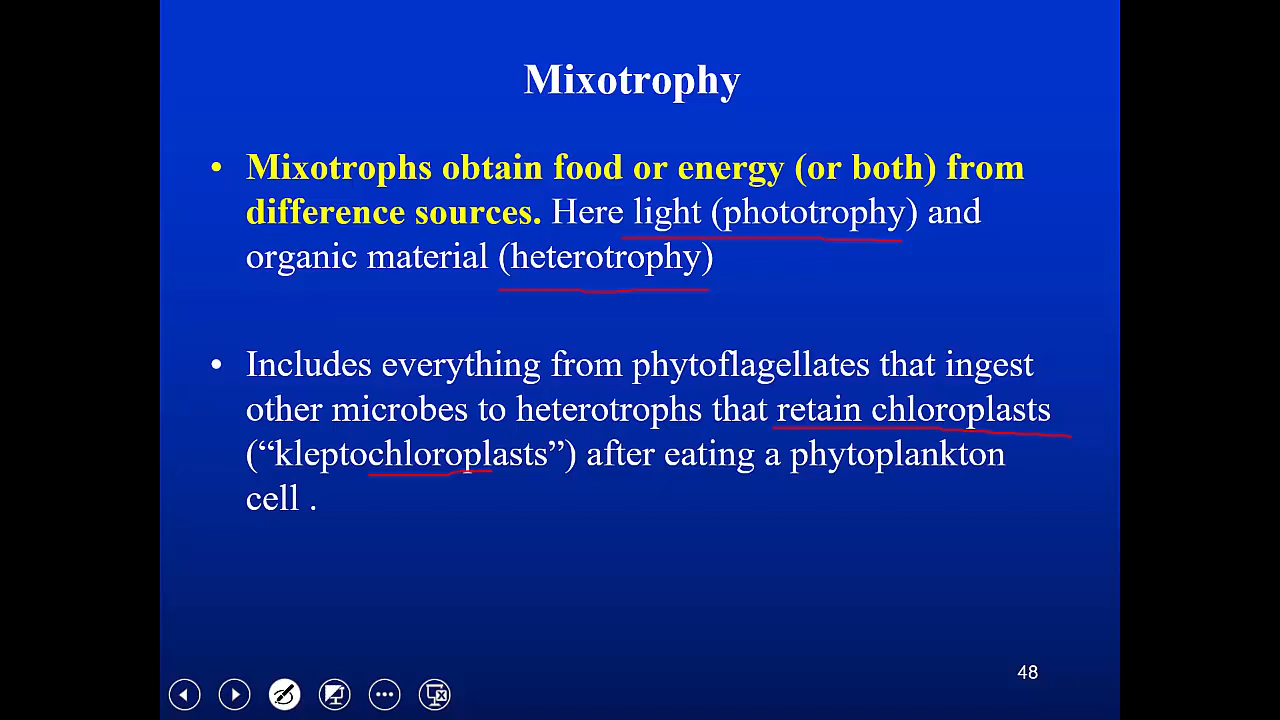 Mixotrophy
• Mixotrophs obtain food or energy (or both) from
difference sources. Here light (phototrophy) and
organic material (heterotrophy)
• Includes everything from phytoflagellates that ingest
other microbes to heterotrophs that retain chloroplasts
(“kleptochloroplasts”) after eating a phytoplankton
cell .
48